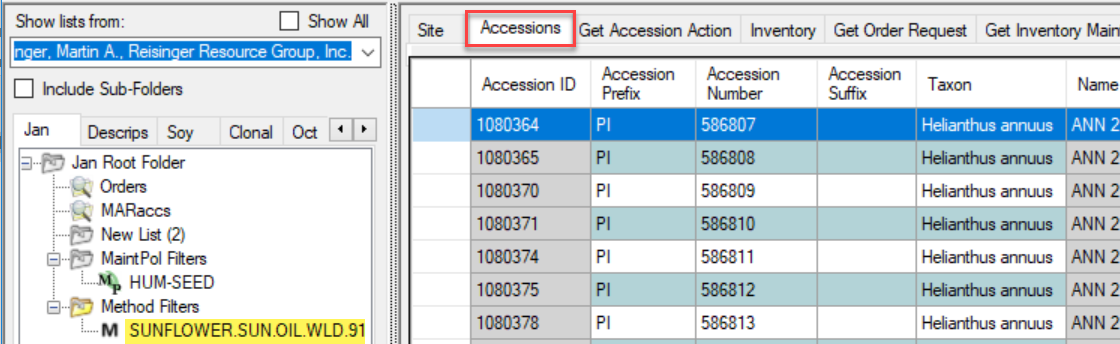 Show lists from:
Show All
nger, Martin A., Reisinger Resource Group, Inc.
Include Sub-Folders
Jan Descrips Soy Clonal Oct
Jan Root Folder
Orders
MARaccs
New List (2)
MaintPol Filters
HUM-SEED
Method Filters
M SUNFLOWER.SUN.OIL.WLD.91
Site Accessions Get Accession Action Inventory Get Order Request Get Inventory Main
Accession ID Accession Prefix Accession Number Accession Suffix Taxon Name
1080364 PI 586807 Helianthus annuus ANN 2
1080365 PI 586808 Helianthus annuus ANN 2
1080370 PI 586809 Helianthus annuus ANN 2
1080371 PI 586810 Helianthus annuus ANN 2
1080374 PI 586811 Helianthus annuus ANN 2
1080375 PI 586812 Helianthus annuus ANN 2
1080378 PI 586813 Helianthus annuus ANN 2